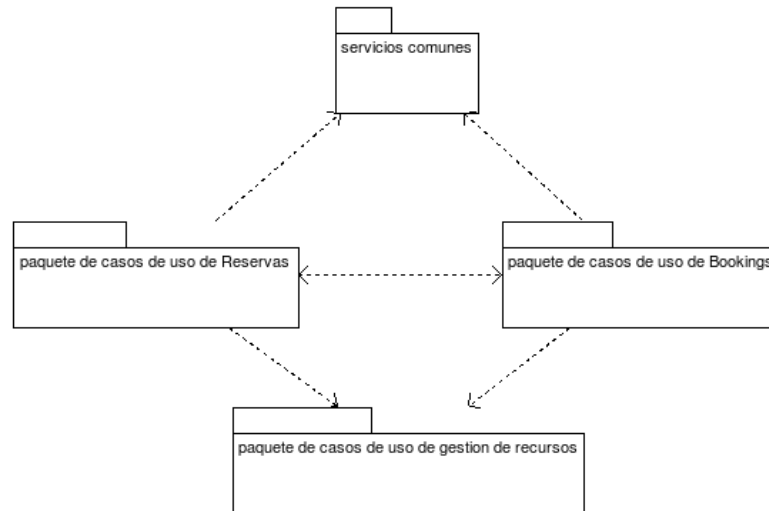 servicios comunes
paquete de casos de uso de Reservas
paquete de casos de uso de Bookings
paquete de casos de uso de gestion de recursos